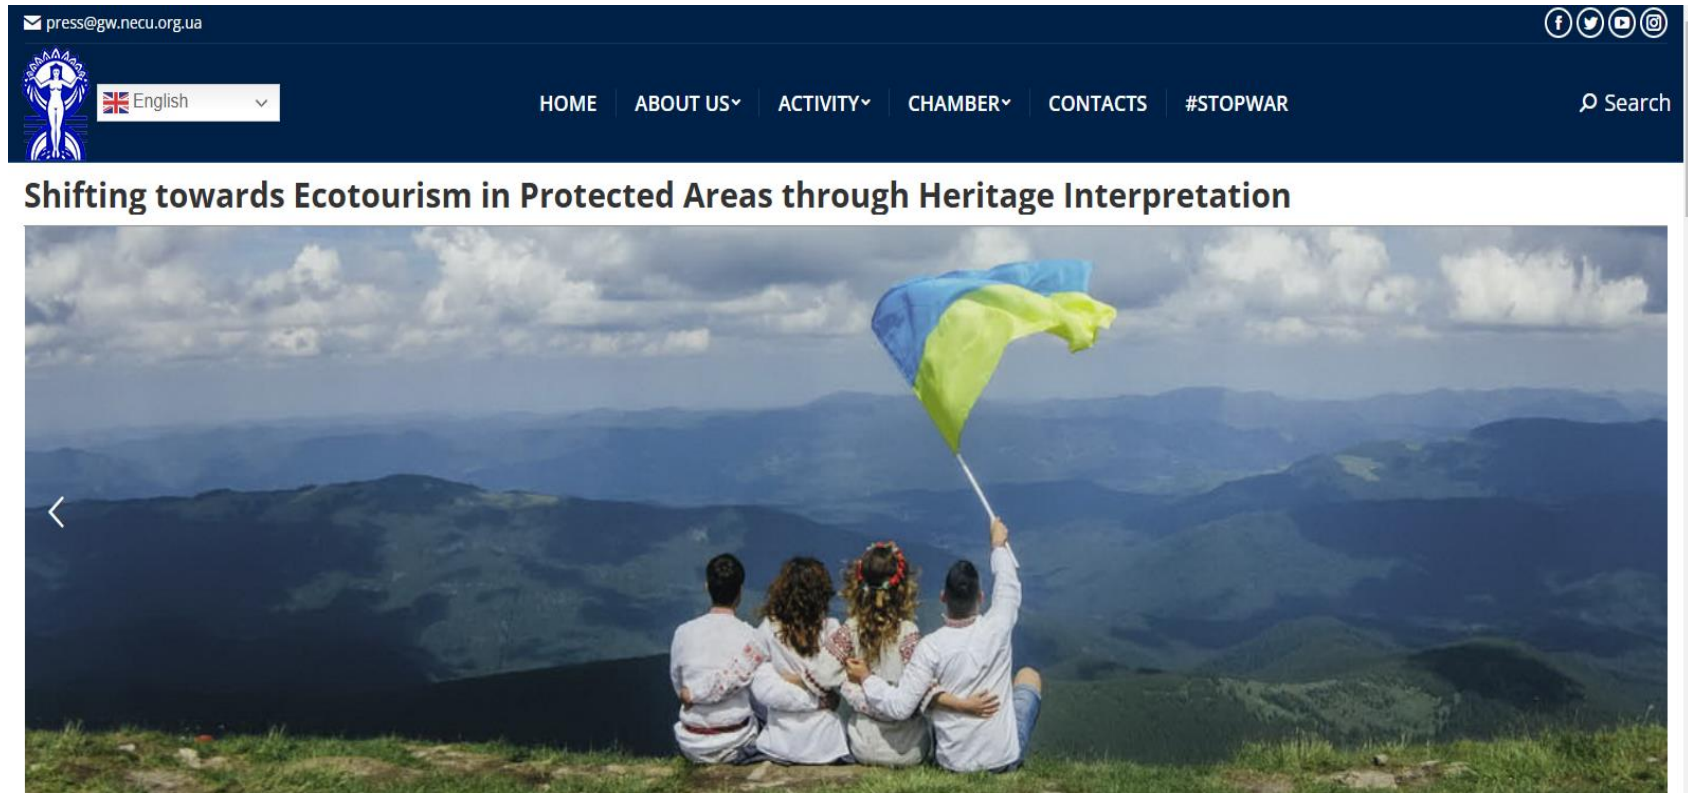 press@gw.necu.org.ua
English
HOME ABOUT US ACTIVITY CHAMBER CONTACTS #STOPWAR
Search
Shifting towards Ecotourism in Protected Areas through Heritage Interpretation